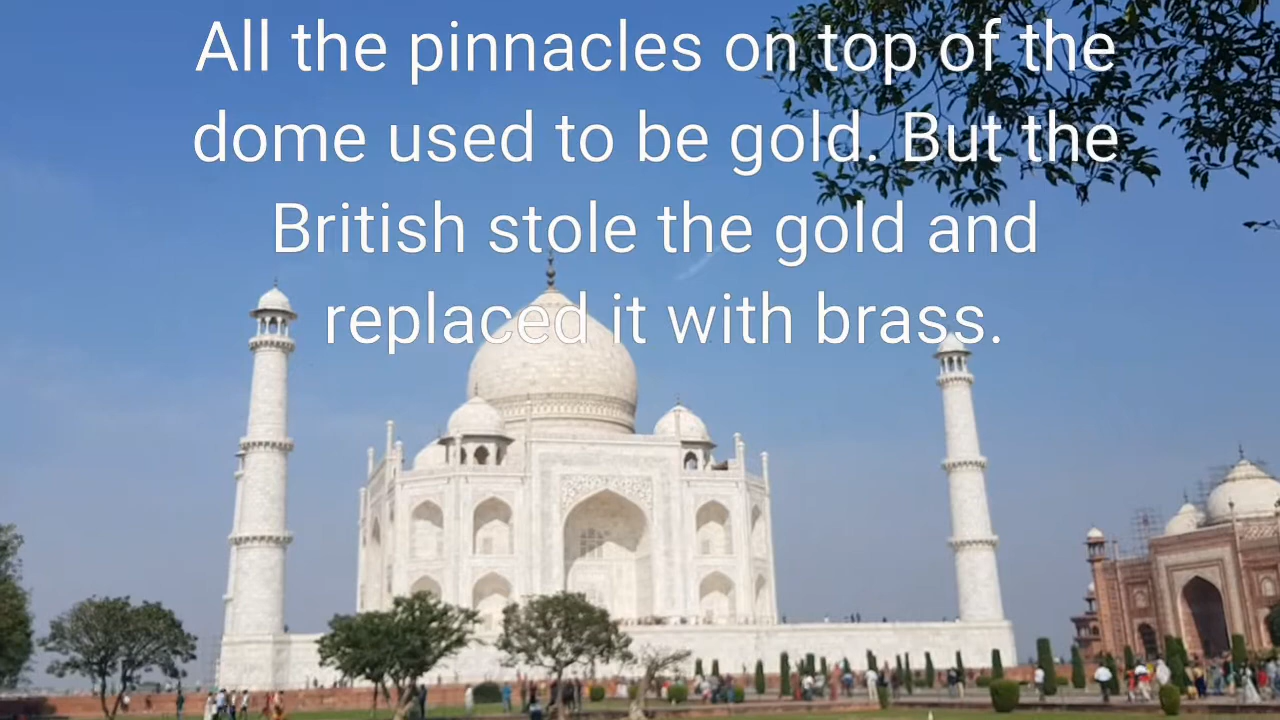 All the pinnacles on top of the
dome used to be gold. But the
British stole the gold and
replaced it with brass.